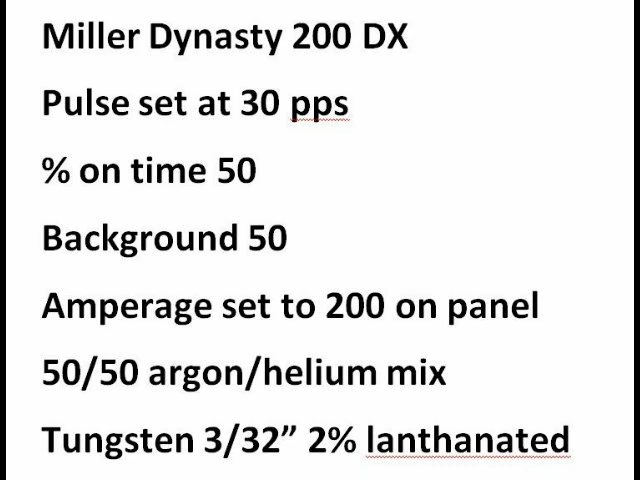 Miller Dynasty 200 DX
Pulse set at 30 pps
% on time 50
Background 50
Amperage set to 200 on panel
50/50 argon/helium mix
Tungsten 3/32” 2% lanthanated